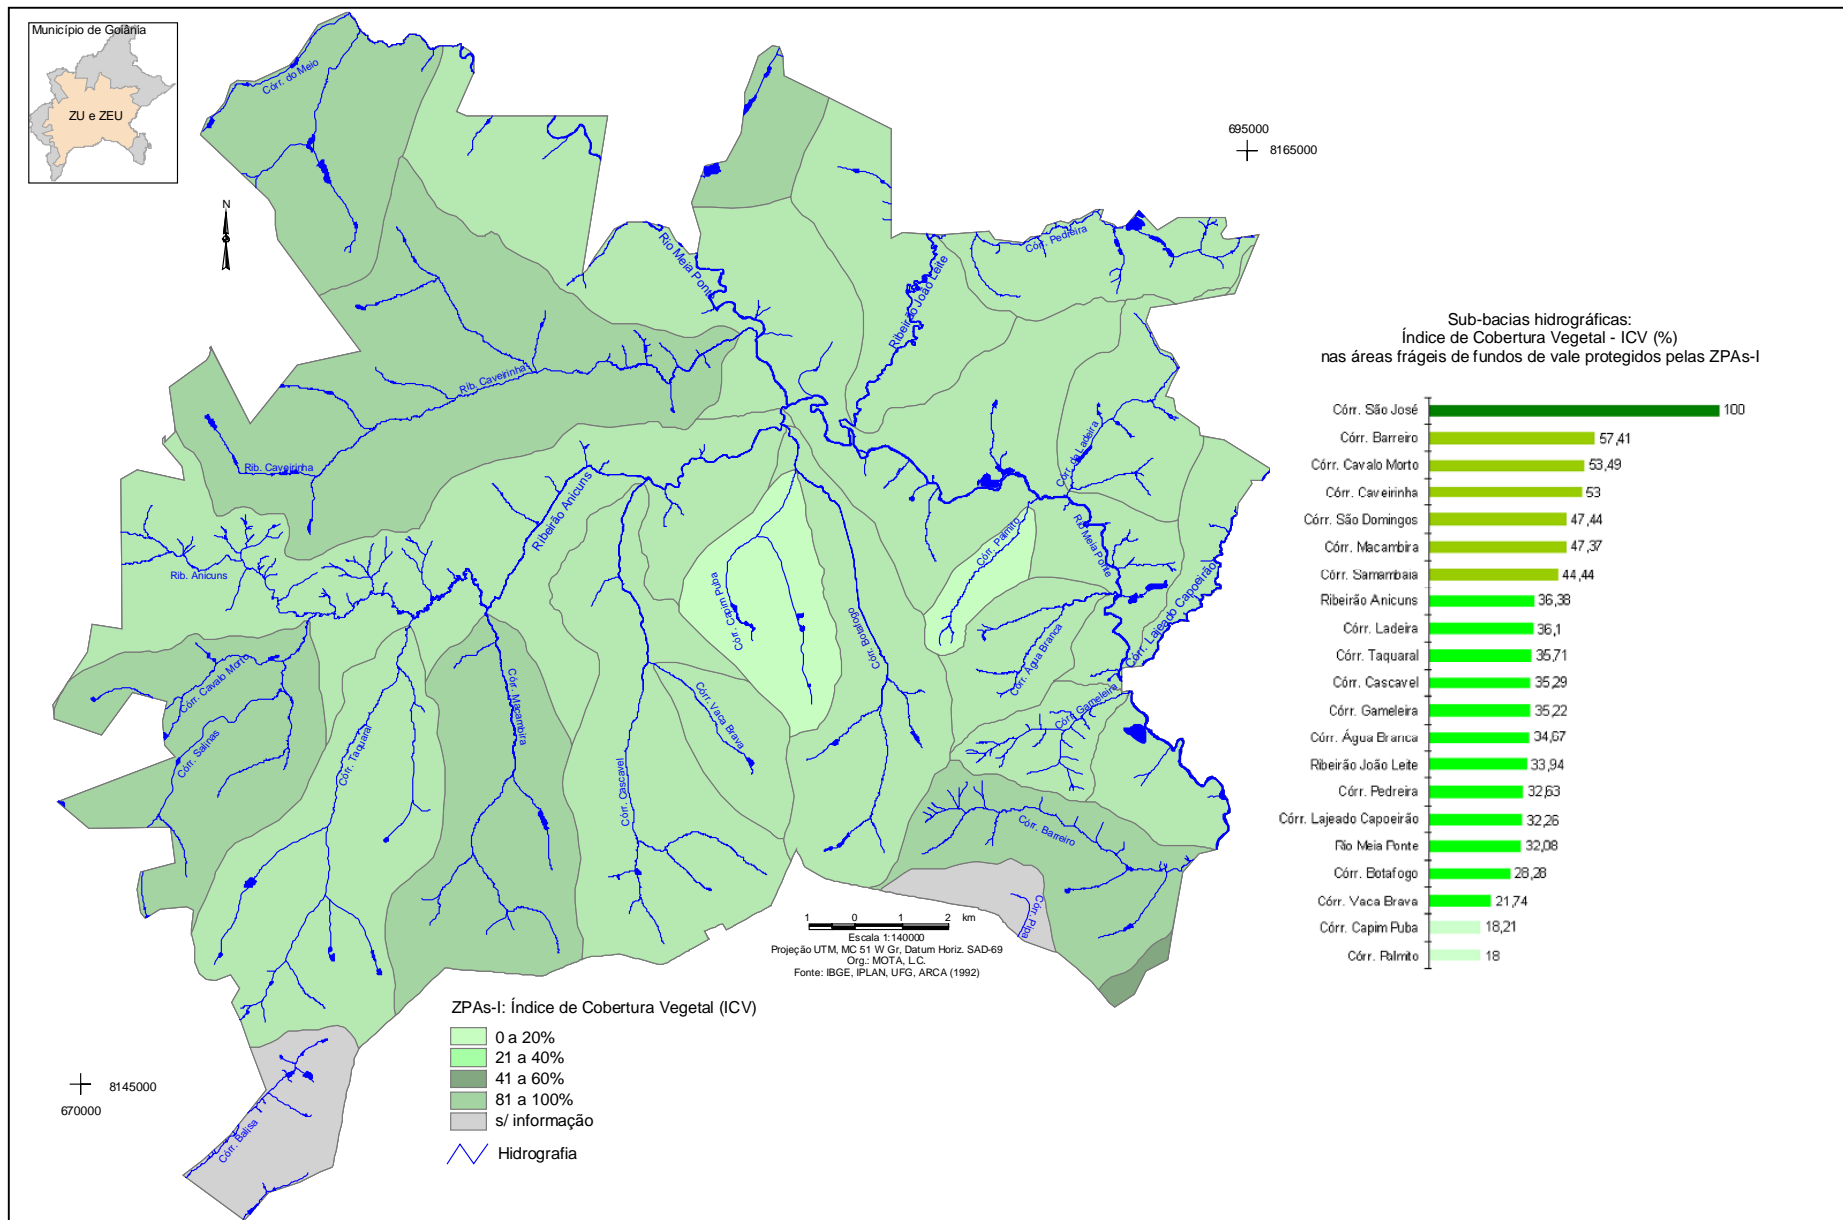 Município de Goiânia
ZU e ZEU
N
Córr. do Meio
695000
8165000
Rio Meia Ponte
Ribeirão João Leite
Córr. Pedreira
Rib. Caveirinha
Rib. Caveirinha
Córr. da Ladeira
Ribeirão Anicuns
Rib. Anicuns
Córr. Capim Puba
Córr. Botafogo
Córr. Palmito
Rio Meia Ponte
Córr. Lajeado Capoeirão
Córr. Água Branca
Córr. Gameleira
Córr. Cavalo Morto
Córr. Salinas
Córr. Taquaral
Córr. Macambira
Córr. Vaca Brava
Córr. Cascavel
Córr. Barreiro
Córr. Pipa
Córr. Balisa
1 0 1 2 km
Escala 1:140000
Projeção UTM, MC 51 W Gr, Datum Horiz. SAD-69
Org.: MOTA, L.C.
Fonte: IBGE, IPLAN, UFG, ARCA (1992)
ZPAs-I: Índice de Cobertura Vegetal (ICV)
0 a 20%
21 a 40%
41 a 60%
81 a 100%
s/ informação
Hidrografia
8145000
670000
Sub-bacias hidrográficas:
Índice de Cobertura Vegetal - ICV (%)
nas áreas frágeis de fundos de vale protegidos pelas ZPAs-I
Córr. São José 100
Córr. Barreiro 57,41
Córr. Cavalo Morto 53,49
Córr. Caveirinha 53
Córr. São Domingos 47,44
Córr. Macambira 47,37
Córr. Samambaia 44,44
Ribeirão Anicuns 36,38
Córr. Ladeira 36,1
Córr. Taquaral 35,71
Córr. Cascavel 35,29
Córr. Gameleira 35,22
Córr. Água Branca 34,67
Ribeirão João Leite 33,94
Córr. Pedreira 32,63
Córr. Lajeado Capoeirão 32,26
Rio Meia Ponte 32,08
Córr. Botafogo 28,28
Córr. Vaca Brava 21,74
Córr. Capim Puba 18,21
Córr. Palmito 18